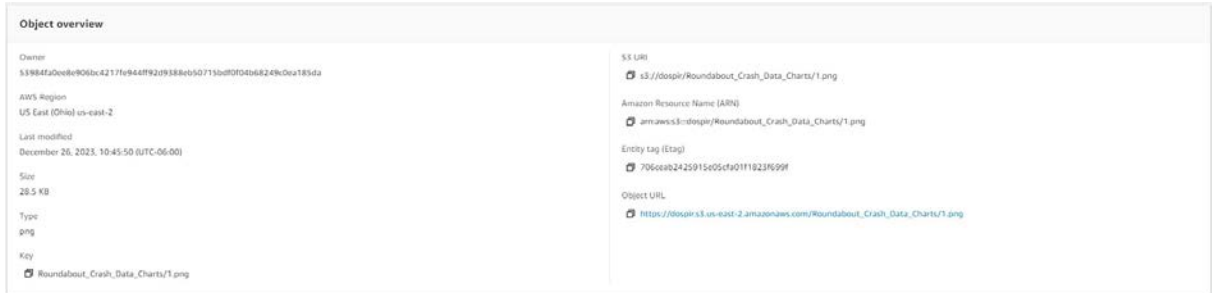 Object overview
Owner
53984fa0ee8e906bc4217fe944ff92d9388eb50715bdf0f04b68249c0ea185da
AWS Region
US East (Ohio) us-east-2
Last modified
December 26, 2023, 10:45:50 (UTC-06:00)
Size
28.5 KB
Type
png
Key
Roundabout_Crash_Data_Charts/1.png
S3 URI
s3://dospir/Roundabout_Crash_Data_Charts/1.png
Amazon Resource Name (ARN)
arn:aws:s3:::dospir/Roundabout_Crash_Data_Charts/1.png
Entity tag (Etag)
706ceab2425915e05cfa01f1823f699f
Object URL
https://dospir.s3.us-east-2.amazonaws.com/Roundabout_Crash_Data_Charts/1.png